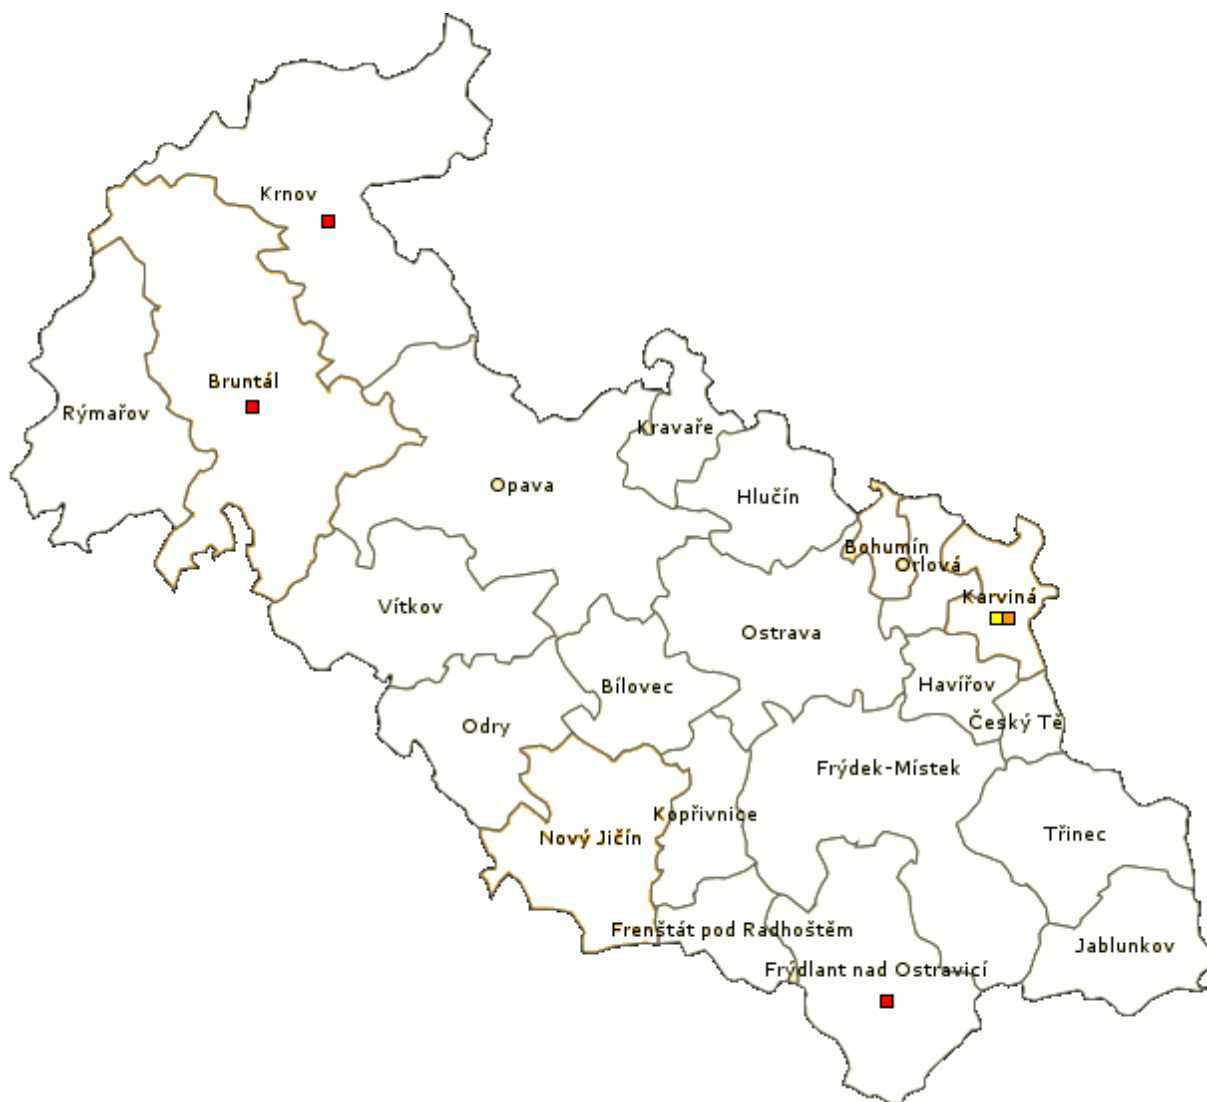 Krnov
Bruntál
Rýmařov
Kravaře
Opava
Hlučín
Bohumín
Orlová
Karviná
Vítkov
Ostrava
Bílovec
Havířov
Odry
Český Tě
Frýdek-Místek
Kopřivnice
Nový Jičín
Třinec
Frenštát pod Radhoštěm
Jablunkov
Frýdlant nad Ostravicí